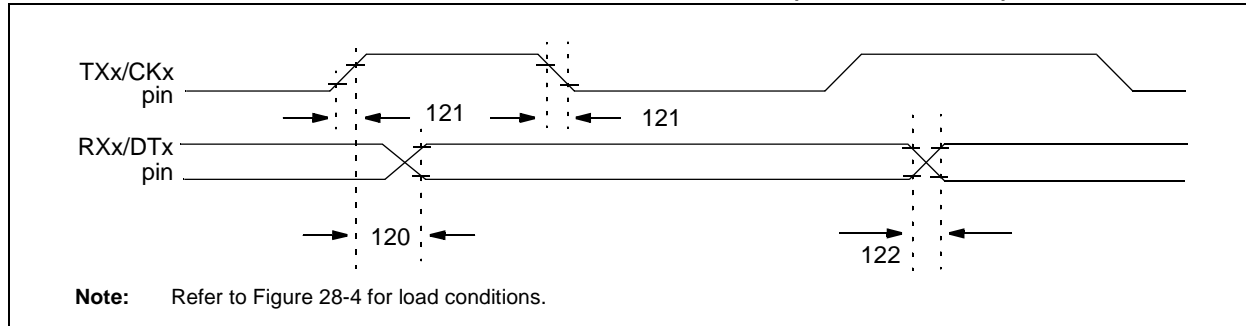 TXx/CKx
pin
121
121
RXx/DTx
pin
120
122
Note: Refer to Figure 28-4 for load conditions.